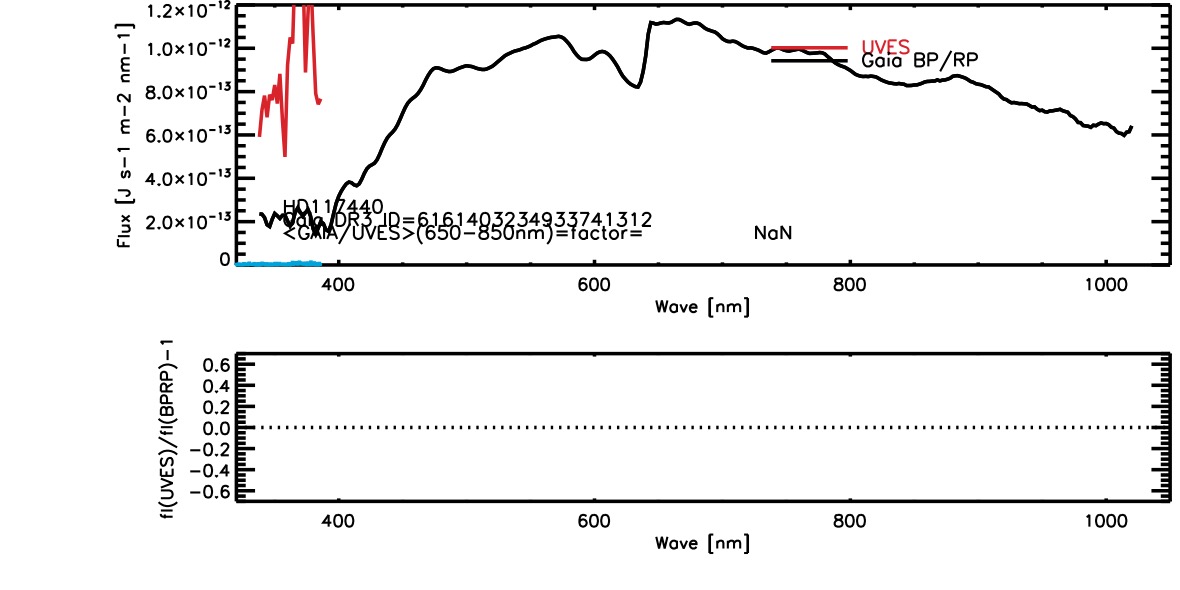 1.2×10−12
1.0×10−12
8.0×10−13
6.0×10−13
4.0×10−13
2.0×10−13
0
Flux [J s−1 m−2 nm−1]
UVES
Gaia BP/RP
HD117440
Gaia DR3 ID=6161403234933741312
<GAIA/UVES>(650−850nm)=factor= NaN
400 600 800 1000
Wave [nm]
0.6
0.4
0.2
0.0
−0.2
−0.4
−0.6
fl(UVES)/fl(BPRP)−1
400 600 800 1000
Wave [nm]